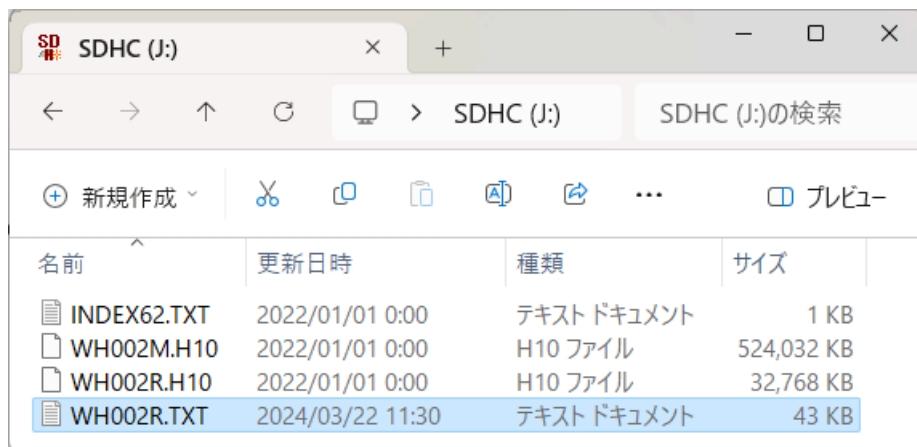 SDHC (J:)
SDHC (J:) SDHC (J:)の検索
新規作成 プレビュー
名前 更新日時 種類 サイズ
INDEX62.TXT 2022/01/01 0:00 テキスト ドキュメント 1 KB
WH002M.H10 2022/01/01 0:00 H10 ファイル 524,032 KB
WH002R.H10 2022/01/01 0:00 H10 ファイル 32,768 KB
WH002R.TXT 2024/03/22 11:30 テキスト ドキュメント 43 KB